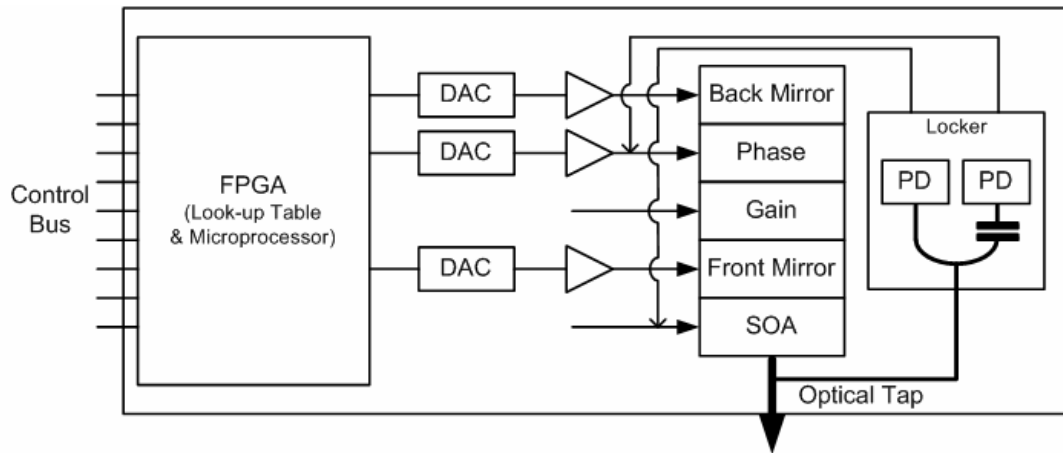 Control
Bus
FPGA
(Look-up Table
& Microprocessor)
DAC
DAC
DAC
Back Mirror
Phase
Gain
Front Mirror
SOA
Locker
PD
PD
Optical Tap